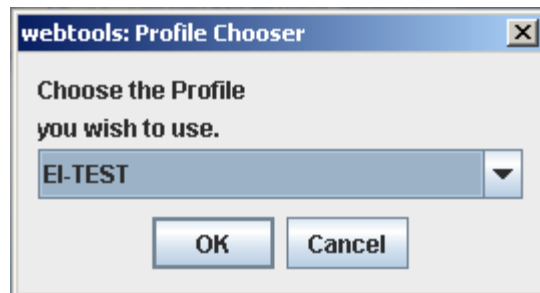 webtools: Profile Chooser
Choose the Profile
you wish to use.
EI-TEST
OK
Cancel